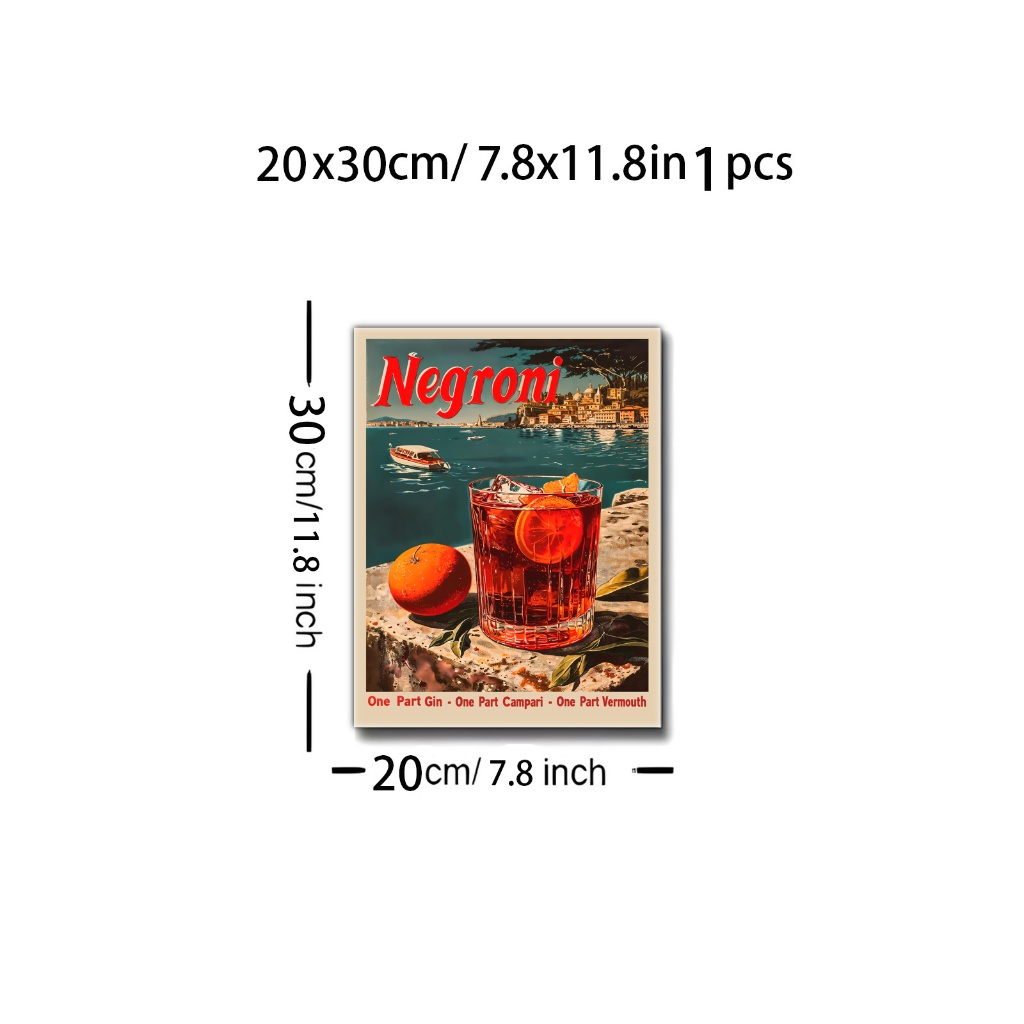 20x30cm/ 7.8x11.8in 1 pcs
Negroni
30cm/11.8 inch
One Part Gin - One Part Campari - One Part Vermouth
20cm/ 7.8 inch